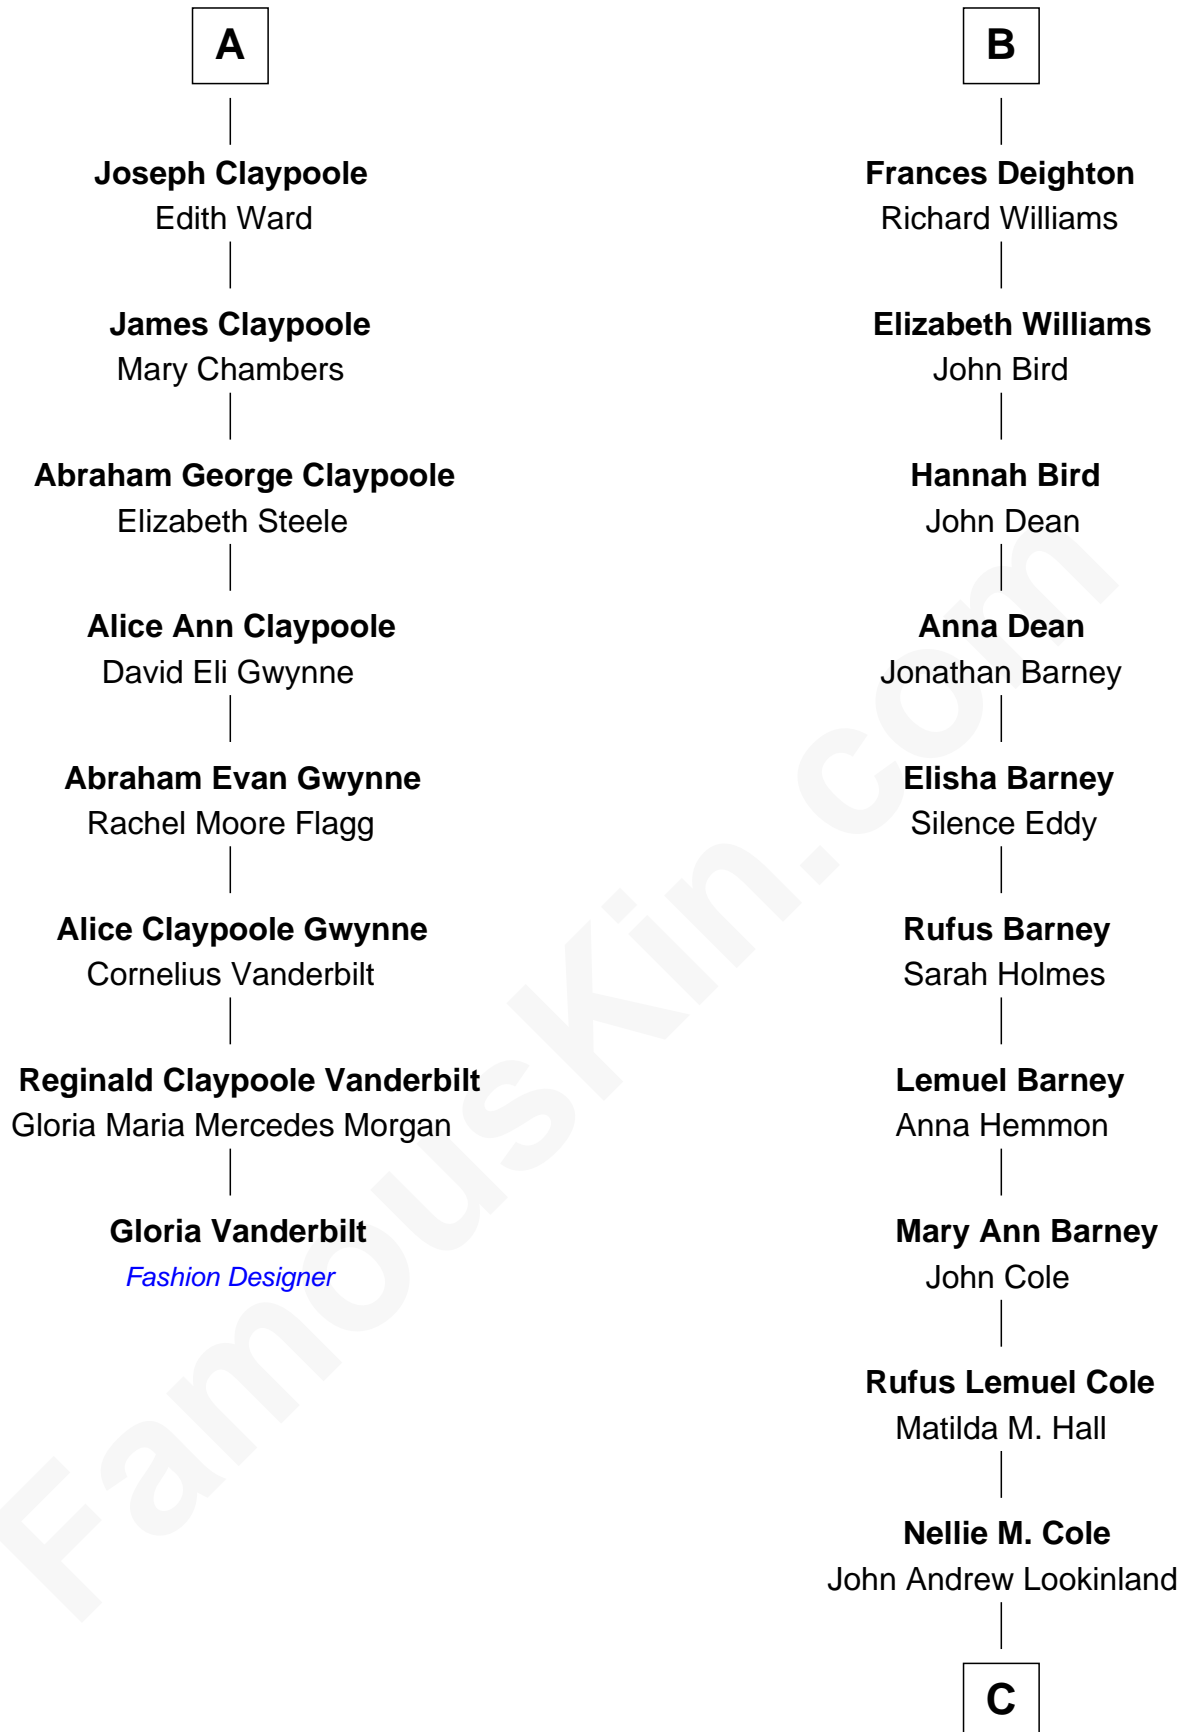 A
Joseph Claypoole
Edith Ward
James Claypoole
Mary Chambers
Abraham George Claypoole
Elizabeth Steele
Alice Ann Claypoole
David Eli Gwynne
Abraham Evan Gwynne
Rachel Moore Flagg
Alice Claypoole Gwynne
Cornelius Vanderbilt
Reginald Claypoole Vanderbilt
Gloria Maria Mercedes Morgan
Gloria Vanderbilt
Fashion Designer
B
Frances Deighton
Richard Williams
Elizabeth Williams
John Bird
Hannah Bird
John Dean
Anna Dean
Jonathan Barney
Elisha Barney
Silence Eddy
Rufus Barney
Sarah Holmes
Lemuel Barney
Anna Hemmon
Mary Ann Barney
John Cole
Rufus Lemuel Cole
Matilda M. Hall
Nellie M. Cole
John Andrew Lookinland
C
FamousKin.com